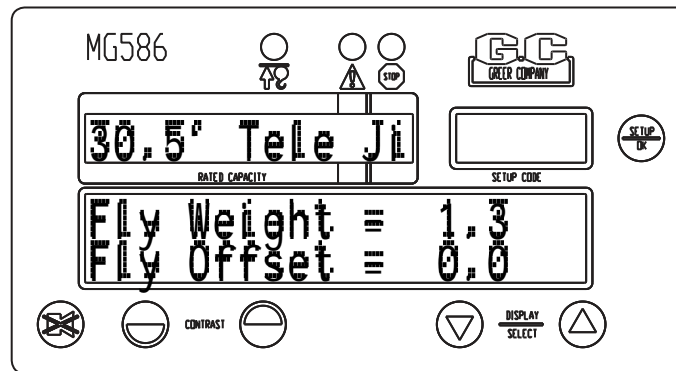 MG586
G.C
GREER COMPANY
STOP
30.5' Tele Ji
RATED CAPACITY
SETUP CODE
SETUP
OK
Fly Weight = 1.3
Fly Offset = 0.0
CONTRAST
DISPLAY
SELECT